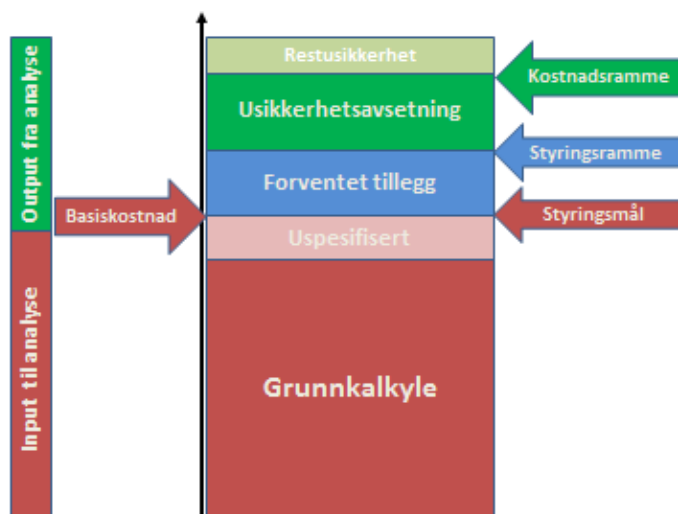 Output fra analyse
Input til analyse
Basiskostnad
Restusikkerhet
Usikkerhetsavsetning
Forventet tillegg
Uspesifisert
Grunnkalkyle
Kostnadsramme
Styringsramme
Styringsmål